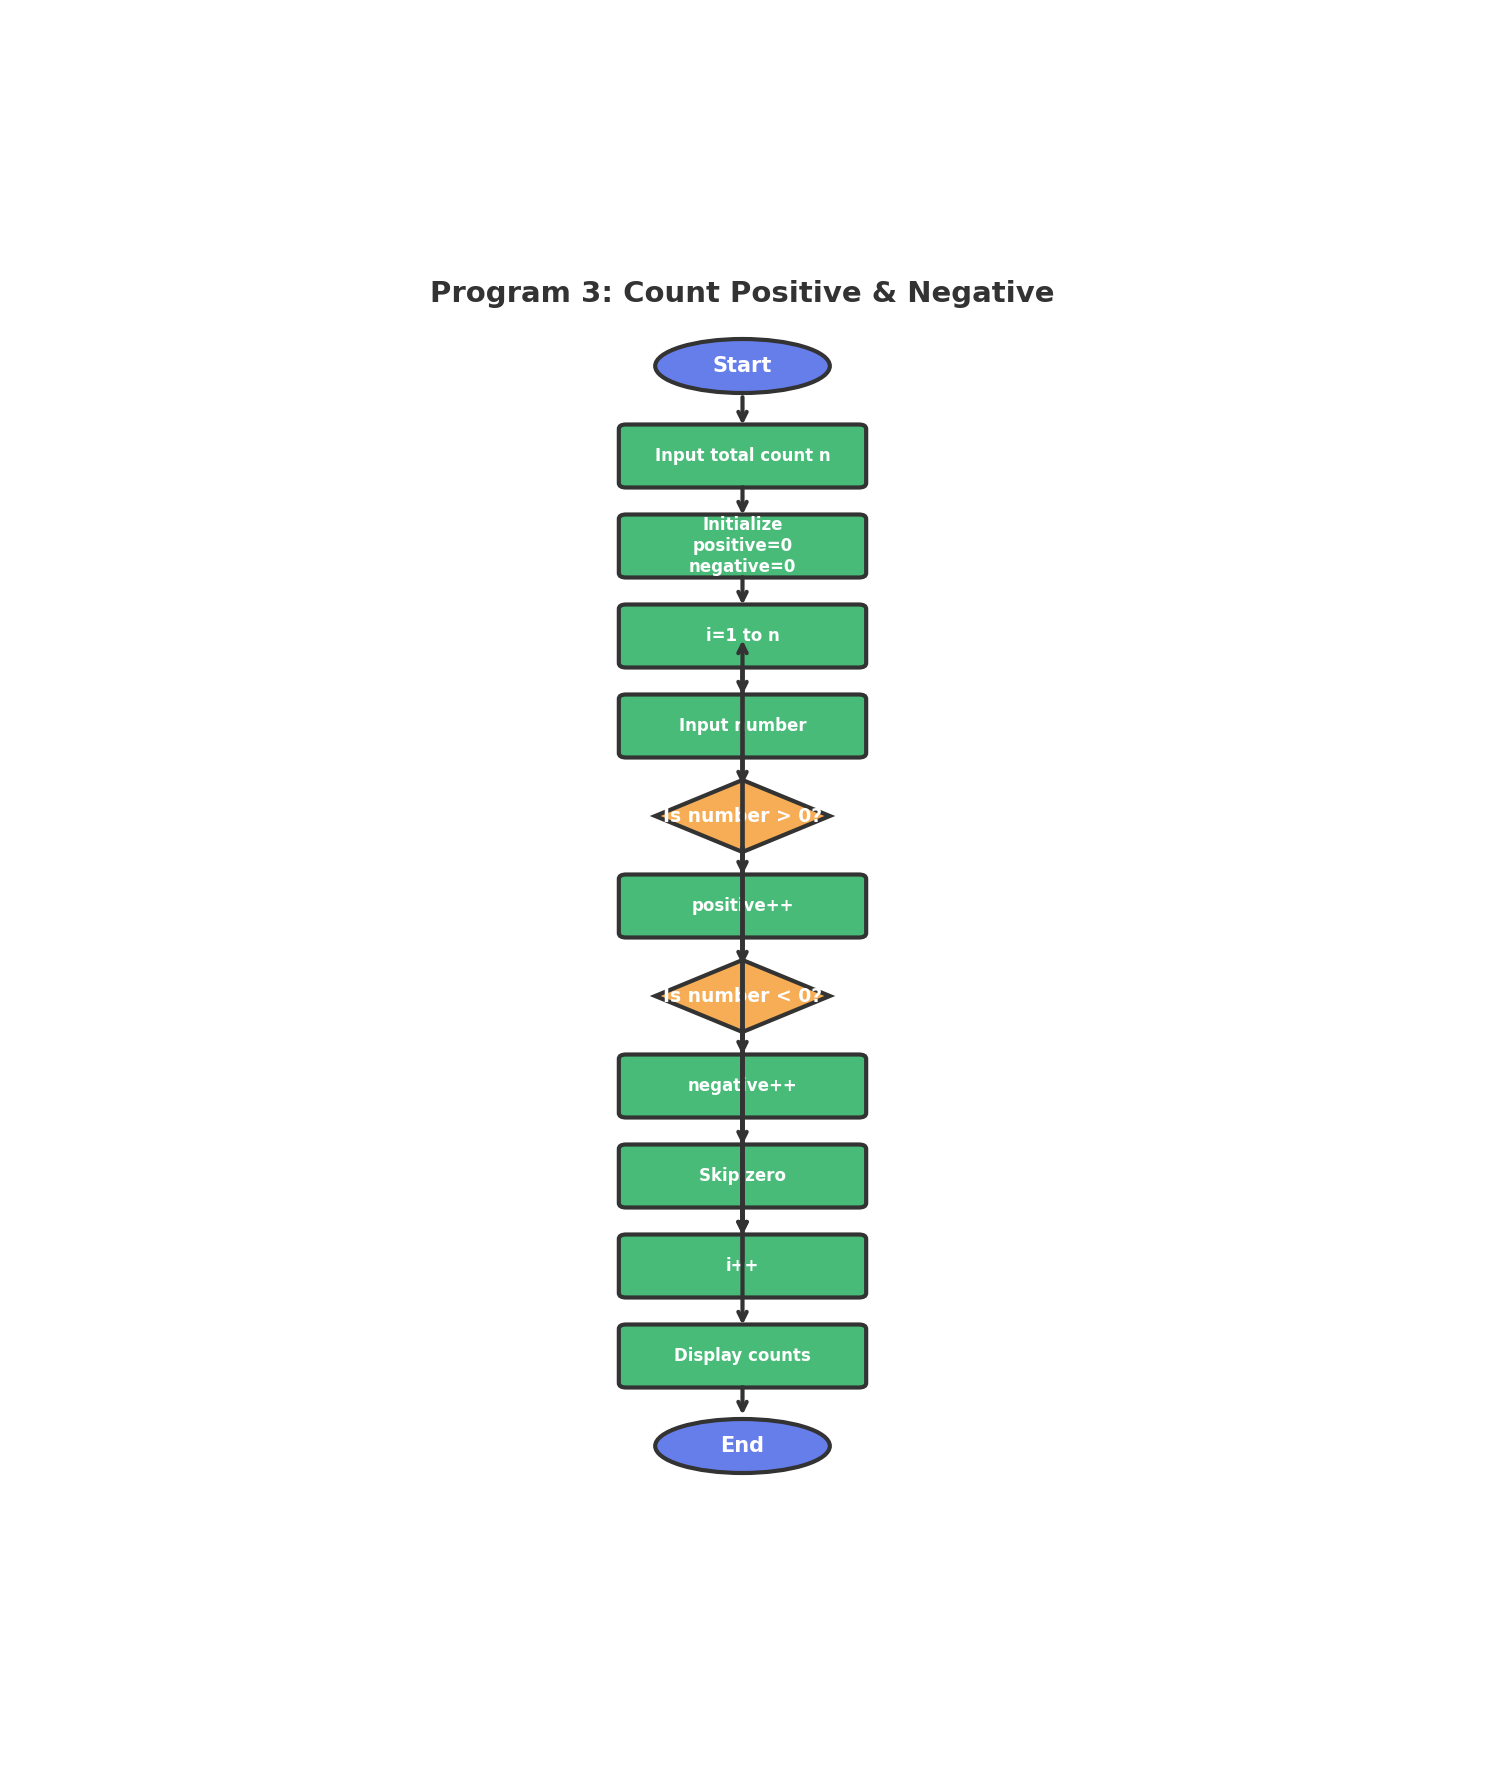 Program 3: Count Positive & Negative
Start
Input total count n
Initialize
positive=0
negative=0
i=1 to n
Input number
Is number > 0?
positive++
Is number < 0?
negative++
Skip zero
i++
Display counts
End